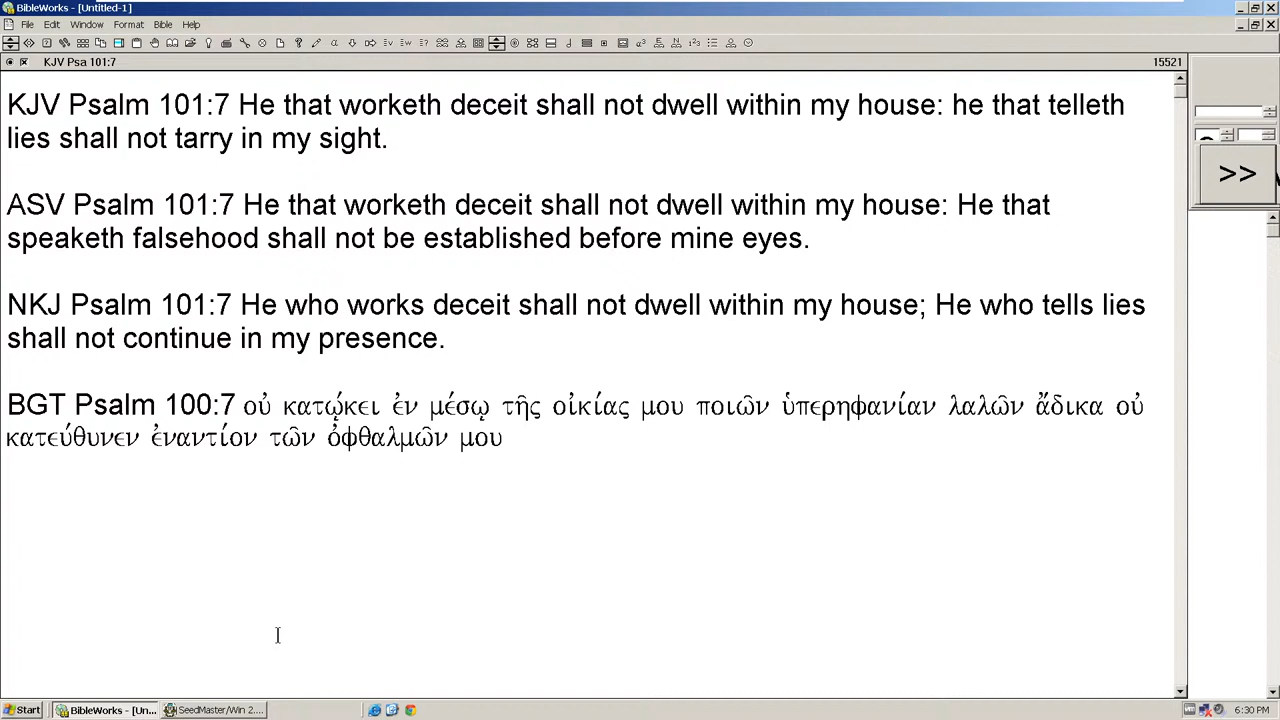 BibleWorks - [Untitled-1]
File Edit Window Format Bible Help
KJV Psa 101:7 15521
KJV Psalm 101:7 He that worketh deceit shall not dwell within my house: he that telleth
lies shall not tarry in my sight.
ASV Psalm 101:7 He that worketh deceit shall not dwell within my house: He that
speaketh falsehood shall not be established before mine eyes.
NKJ Psalm 101:7 He who works deceit shall not dwell within my house; He who tells lies
shall not continue in my presence.
BGT Psalm 100:7 οὐ κατῴκει ἐν μέσῳ τῆς οἰκίας μου ποιῶν ὑπερηφανίαν λαλῶν ἄδικα οὐ
κατεύθυνεν ἐναντίον τῶν ὀφθαλμῶν μου
>>
Start BibleWorks - [Un... SeedMaster/Win 2.... 6:30 PM